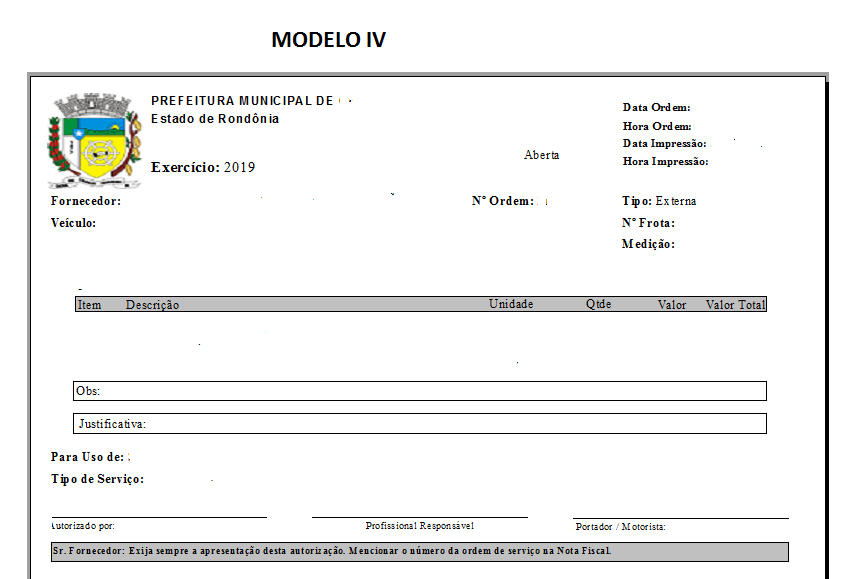 MODELO IV
PREFEITURA MUNICIPAL DE
Estado de Rondônia
Exercício: 2019
Aberta
Data Ordem:
Hora Ordem:
Data Impressão:
Hora Impressão:
Fornecedor: Nº Ordem: Tipo: Externa
Veículo: Nº Frota:
Medição:
Item Descrição Unidade Qtde Valor Valor Total
Obs:
Justificativa:
Para Uso de:
Tipo de Serviço:
Autorizado por: Profissional Responsável Portador / Motorista:
Sr. Fornecedor: Exija sempre a apresentação desta autorização. Mencionar o número da ordem de serviço na Nota Fiscal.